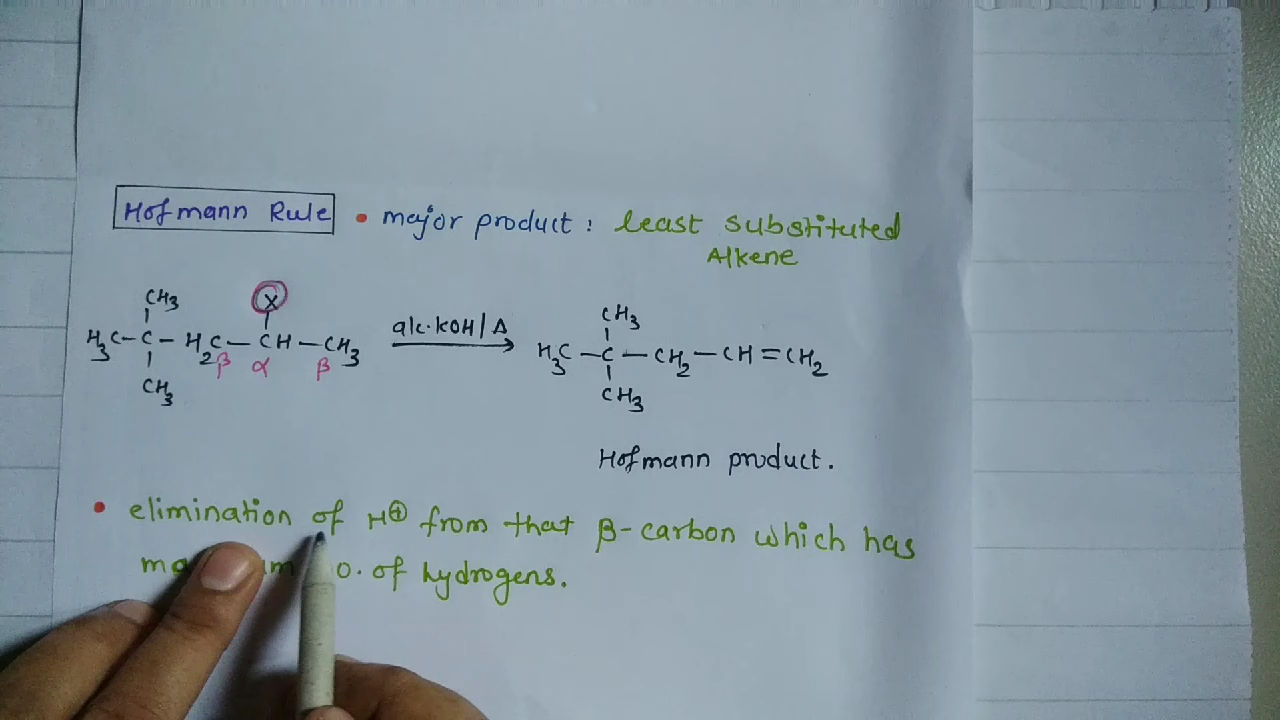 Hofmann Rule • major product : least substituted
Alkene
CH3 X
H3C-C-H2C-CH-CH3 alc.KOH/Δ H3C-C-CH2-CH=CH2
β α β
CH3
CH3
CH3
Hofmann product.
• elimination of H⊕ from that β-carbon which has
of hydrogens.